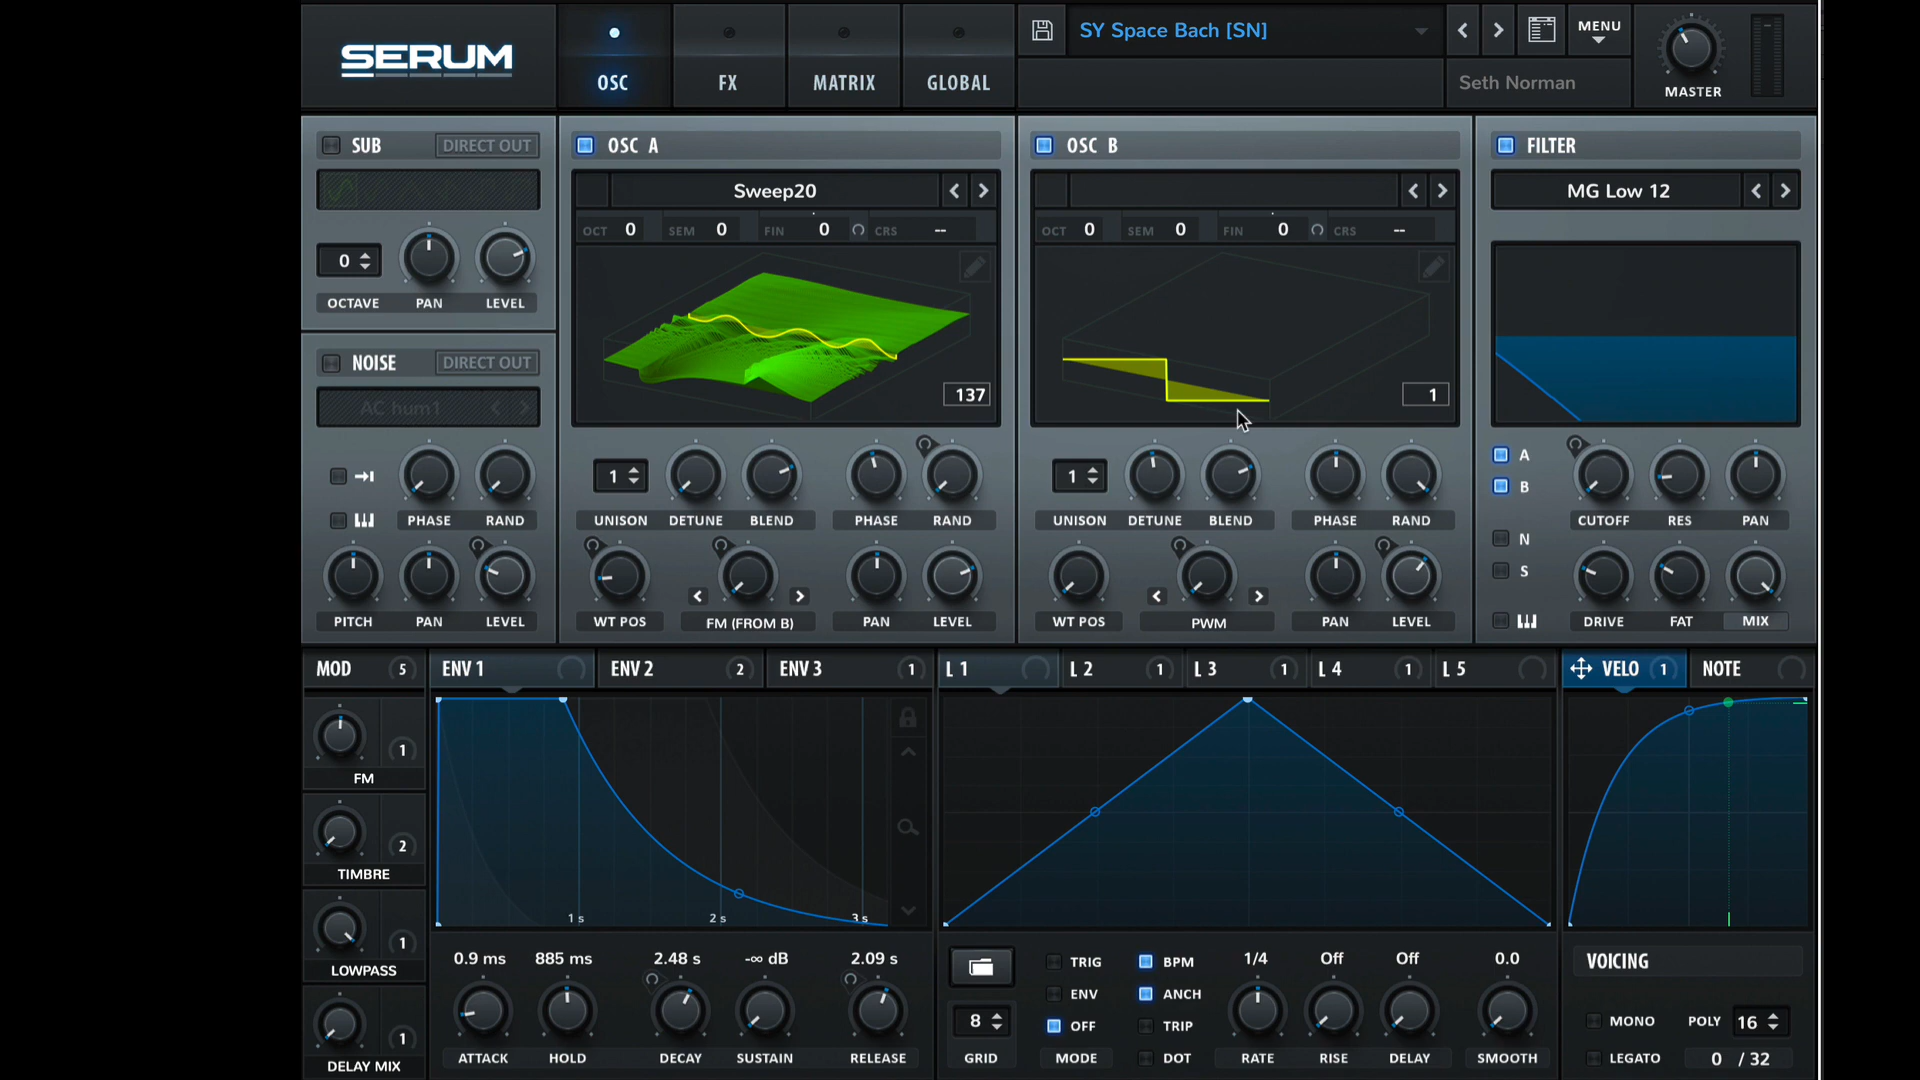 SERUM
OSC
FX
MATRIX
GLOBAL
SY Space Bach [SN]
MENU
Seth Norman
MASTER
SUB DIRECT OUT
0
OCTAVE PAN LEVEL
NOISE DIRECT OUT
AC hum1
PHASE RAND
PITCH PAN LEVEL
OSC A
Sweep20
OCT 0 SEM 0 FIN 0 CRS --
137
1
UNISON DETUNE BLEND PHASE RAND
WT POS FM (FROM B) PAN LEVEL
OSC B
OCT 0 SEM 0 FIN 0 CRS --
1
1
UNISON DETUNE BLEND PHASE RAND
WT POS PWM PAN LEVEL
FILTER
MG Low 12
A
B
N
S
CUTOFF RES PAN
DRIVE FAT MIX
MOD 5
1
FM
2
TIMBRE
1
LOWPASS
1
DELAY MIX
ENV 1 ENV 2 2 ENV 3 1
1 s 2 s 3 s
0.9 ms 885 ms 2.48 s -∞ dB 2.09 s
ATTACK HOLD DECAY SUSTAIN RELEASE
L 1 L 2 1 L 3 1 L 4 1 L 5
8
GRID
TRIG
ENV
OFF
MODE
BPM
ANCH
TRIP
DOT
1/4 Off Off 0.0
RATE RISE DELAY SMOOTH
VELO 1 NOTE
VOICING
MONO POLY 16
LEGATO 0 / 32